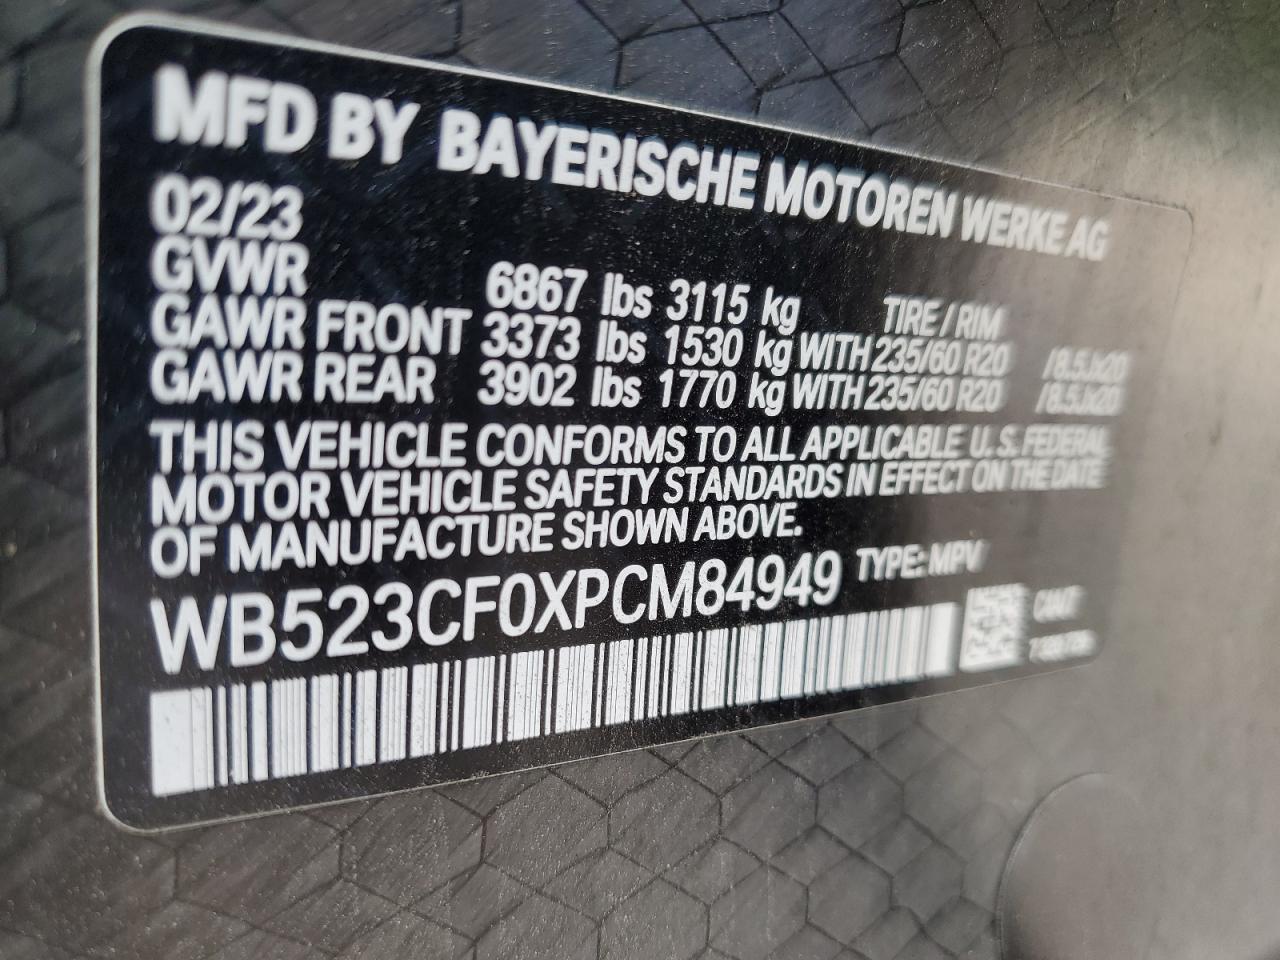 MFD BY BAYERISCHE MOTOREN WERKE AG
02/23
GVWR 6867 lbs 3115 kg TIRE / RIM
GAWR FRONT 3373 lbs 1530 kg WITH 235/60 R20 /8.5Jx20
GAWR REAR 3902 lbs 1770 kg WITH 235/60 R20 /8.5Jx20
THIS VEHICLE CONFORMS TO ALL APPLICABLE U.S. FEDERAL
MOTOR VEHICLE SAFETY STANDARDS IN EFFECT ON THE DATE
OF MANUFACTURE SHOWN ABOVE.
WB523CF0XPCM84949 TYPE: MPV